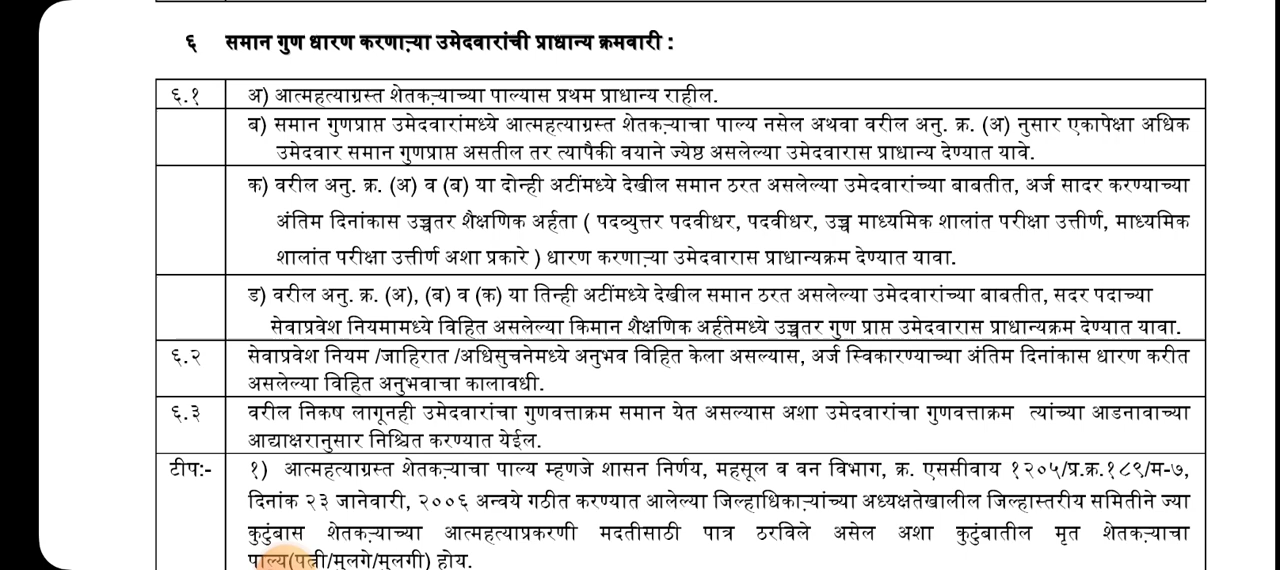 ६ समान गुण धारण करणाऱ्या उमेदवारांची प्राधान्य क्रमवारी :
६.१ अ) आत्महत्याग्रस्त शेतकऱ्याच्या पाल्यास प्रथम प्राधान्य राहील.
ब) समान गुणप्राप्त उमेदवारांमध्ये आत्महत्याग्रस्त शेतकऱ्याचा पाल्य नसेल अथवा वरील अनु. क्र. (अ) नुसार एकापेक्षा अधिक
उमेदवार समान गुणप्राप्त असतील तर त्यापैकी वयाने ज्येष्ठ असलेल्या उमेदवारास प्राधान्य देण्यात यावे.
क) वरील अनु. क्र. (अ) व (ब) या दोन्ही अटींमध्ये देखील समान ठरत असलेल्या उमेदवारांच्या बाबतीत, अर्ज सादर करण्याच्या
अंतिम दिनांकास उच्चतर शैक्षणिक अर्हता ( पदव्युत्तर पदवीधर, पदवीधर, उच्च माध्यमिक शालांत परीक्षा उत्तीर्ण, माध्यमिक
शालांत परीक्षा उत्तीर्ण अशा प्रकारे ) धारण करणाऱ्या उमेदवारास प्राधान्यक्रम देण्यात यावा.
ड) वरील अनु. क्र. (अ), (ब) व (क) या तिन्ही अटींमध्ये देखील समान ठरत असलेल्या उमेदवारांच्या बाबतीत, सदर पदाच्या
सेवाप्रवेश नियमामध्ये विहित असलेल्या किमान शैक्षणिक अर्हतेमध्ये उच्चतर गुण प्राप्त उमेदवारास प्राधान्यक्रम देण्यात यावा.
६.२ सेवाप्रवेश नियम /जाहिरात /अधिसुचनेमध्ये अनुभव विहित केला असल्यास, अर्ज स्विकारण्याच्या अंतिम दिनांकास धारण करीत
असलेल्या विहित अनुभवाचा कालावधी.
६.३ वरील निकष लागूनही उमेदवारांचा गुणवत्ताक्रम समान येत असल्यास अशा उमेदवारांचा गुणवत्ताक्रम त्यांच्या आडनावाच्या
आद्याक्षरानुसार निश्चित करण्यात येईल.
टीप:- १) आत्महत्याग्रस्त शेतकऱ्याचा पाल्य म्हणजे शासन निर्णय, महसूल व वन विभाग, क्र. एससीवाय १२०५/प्र.क्र.१८९/म-७,
दिनांक २३ जानेवारी, २००६ अन्वये गठीत करण्यात आलेल्या जिल्हाधिकाऱ्यांच्या अध्यक्षतेखालील जिल्हास्तरीय समितीने ज्या
कुटुंबास शेतकऱ्याच्या आत्महत्याप्रकरणी मदतीसाठी पात्र ठरविले असेल अशा कुटुंबातील मृत शेतकऱ्याचा
पाल्य(पत्नी/मुलगे/मुलगी) होय.